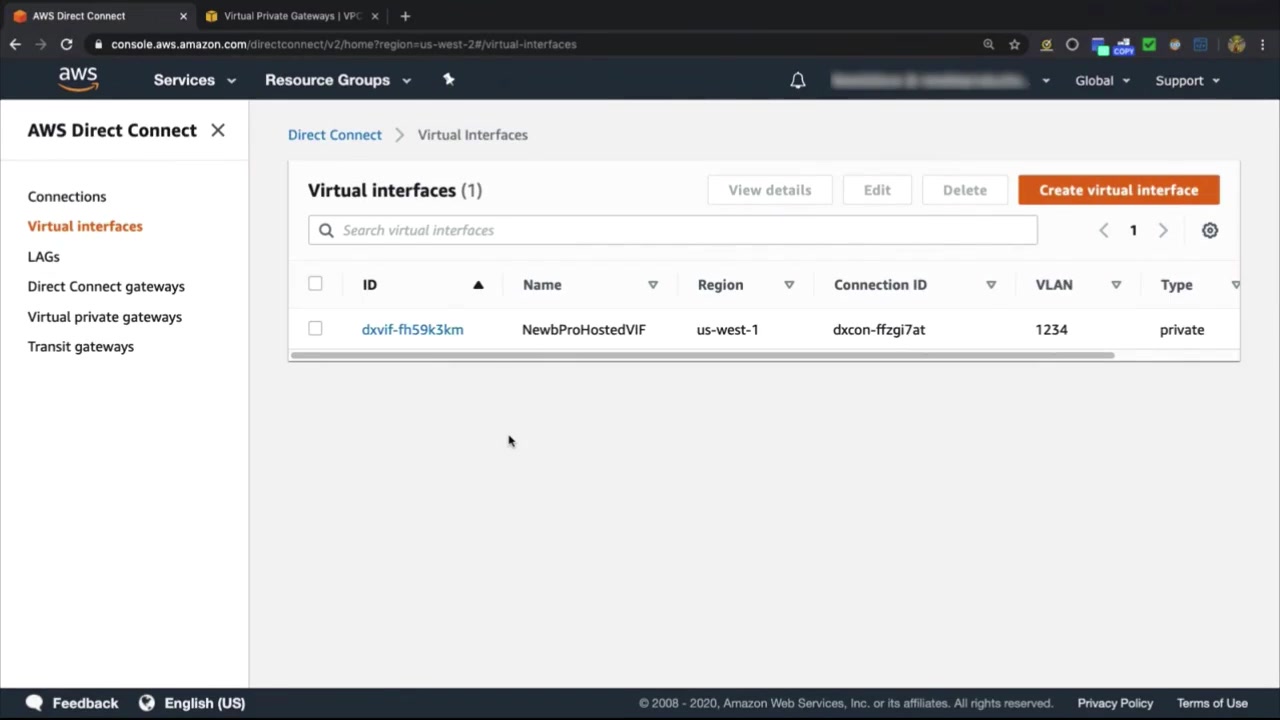 AWS Direct Connect
Virtual Private Gateways | VPC
console.aws.amazon.com/directconnect/v2/home?region=us-west-2#/virtual-interfaces
COPY
aws
Services
Resource Groups
Global
Support
AWS Direct Connect
Connections
Virtual interfaces
LAGs
Direct Connect gateways
Virtual private gateways
Transit gateways
Direct Connect
Virtual Interfaces
Virtual interfaces (1)
View details
Edit
Delete
Create virtual interface
Search virtual interfaces
1
ID
Name
Region
Connection ID
VLAN
Type
dxvif-fh59k3km
NewbProHostedVIF
us-west-1
dxcon-ffzgi7at
1234
private
Feedback
English (US)
© 2008 - 2020, Amazon Web Services, Inc. or its affiliates. All rights reserved.
Privacy Policy
Terms of Use